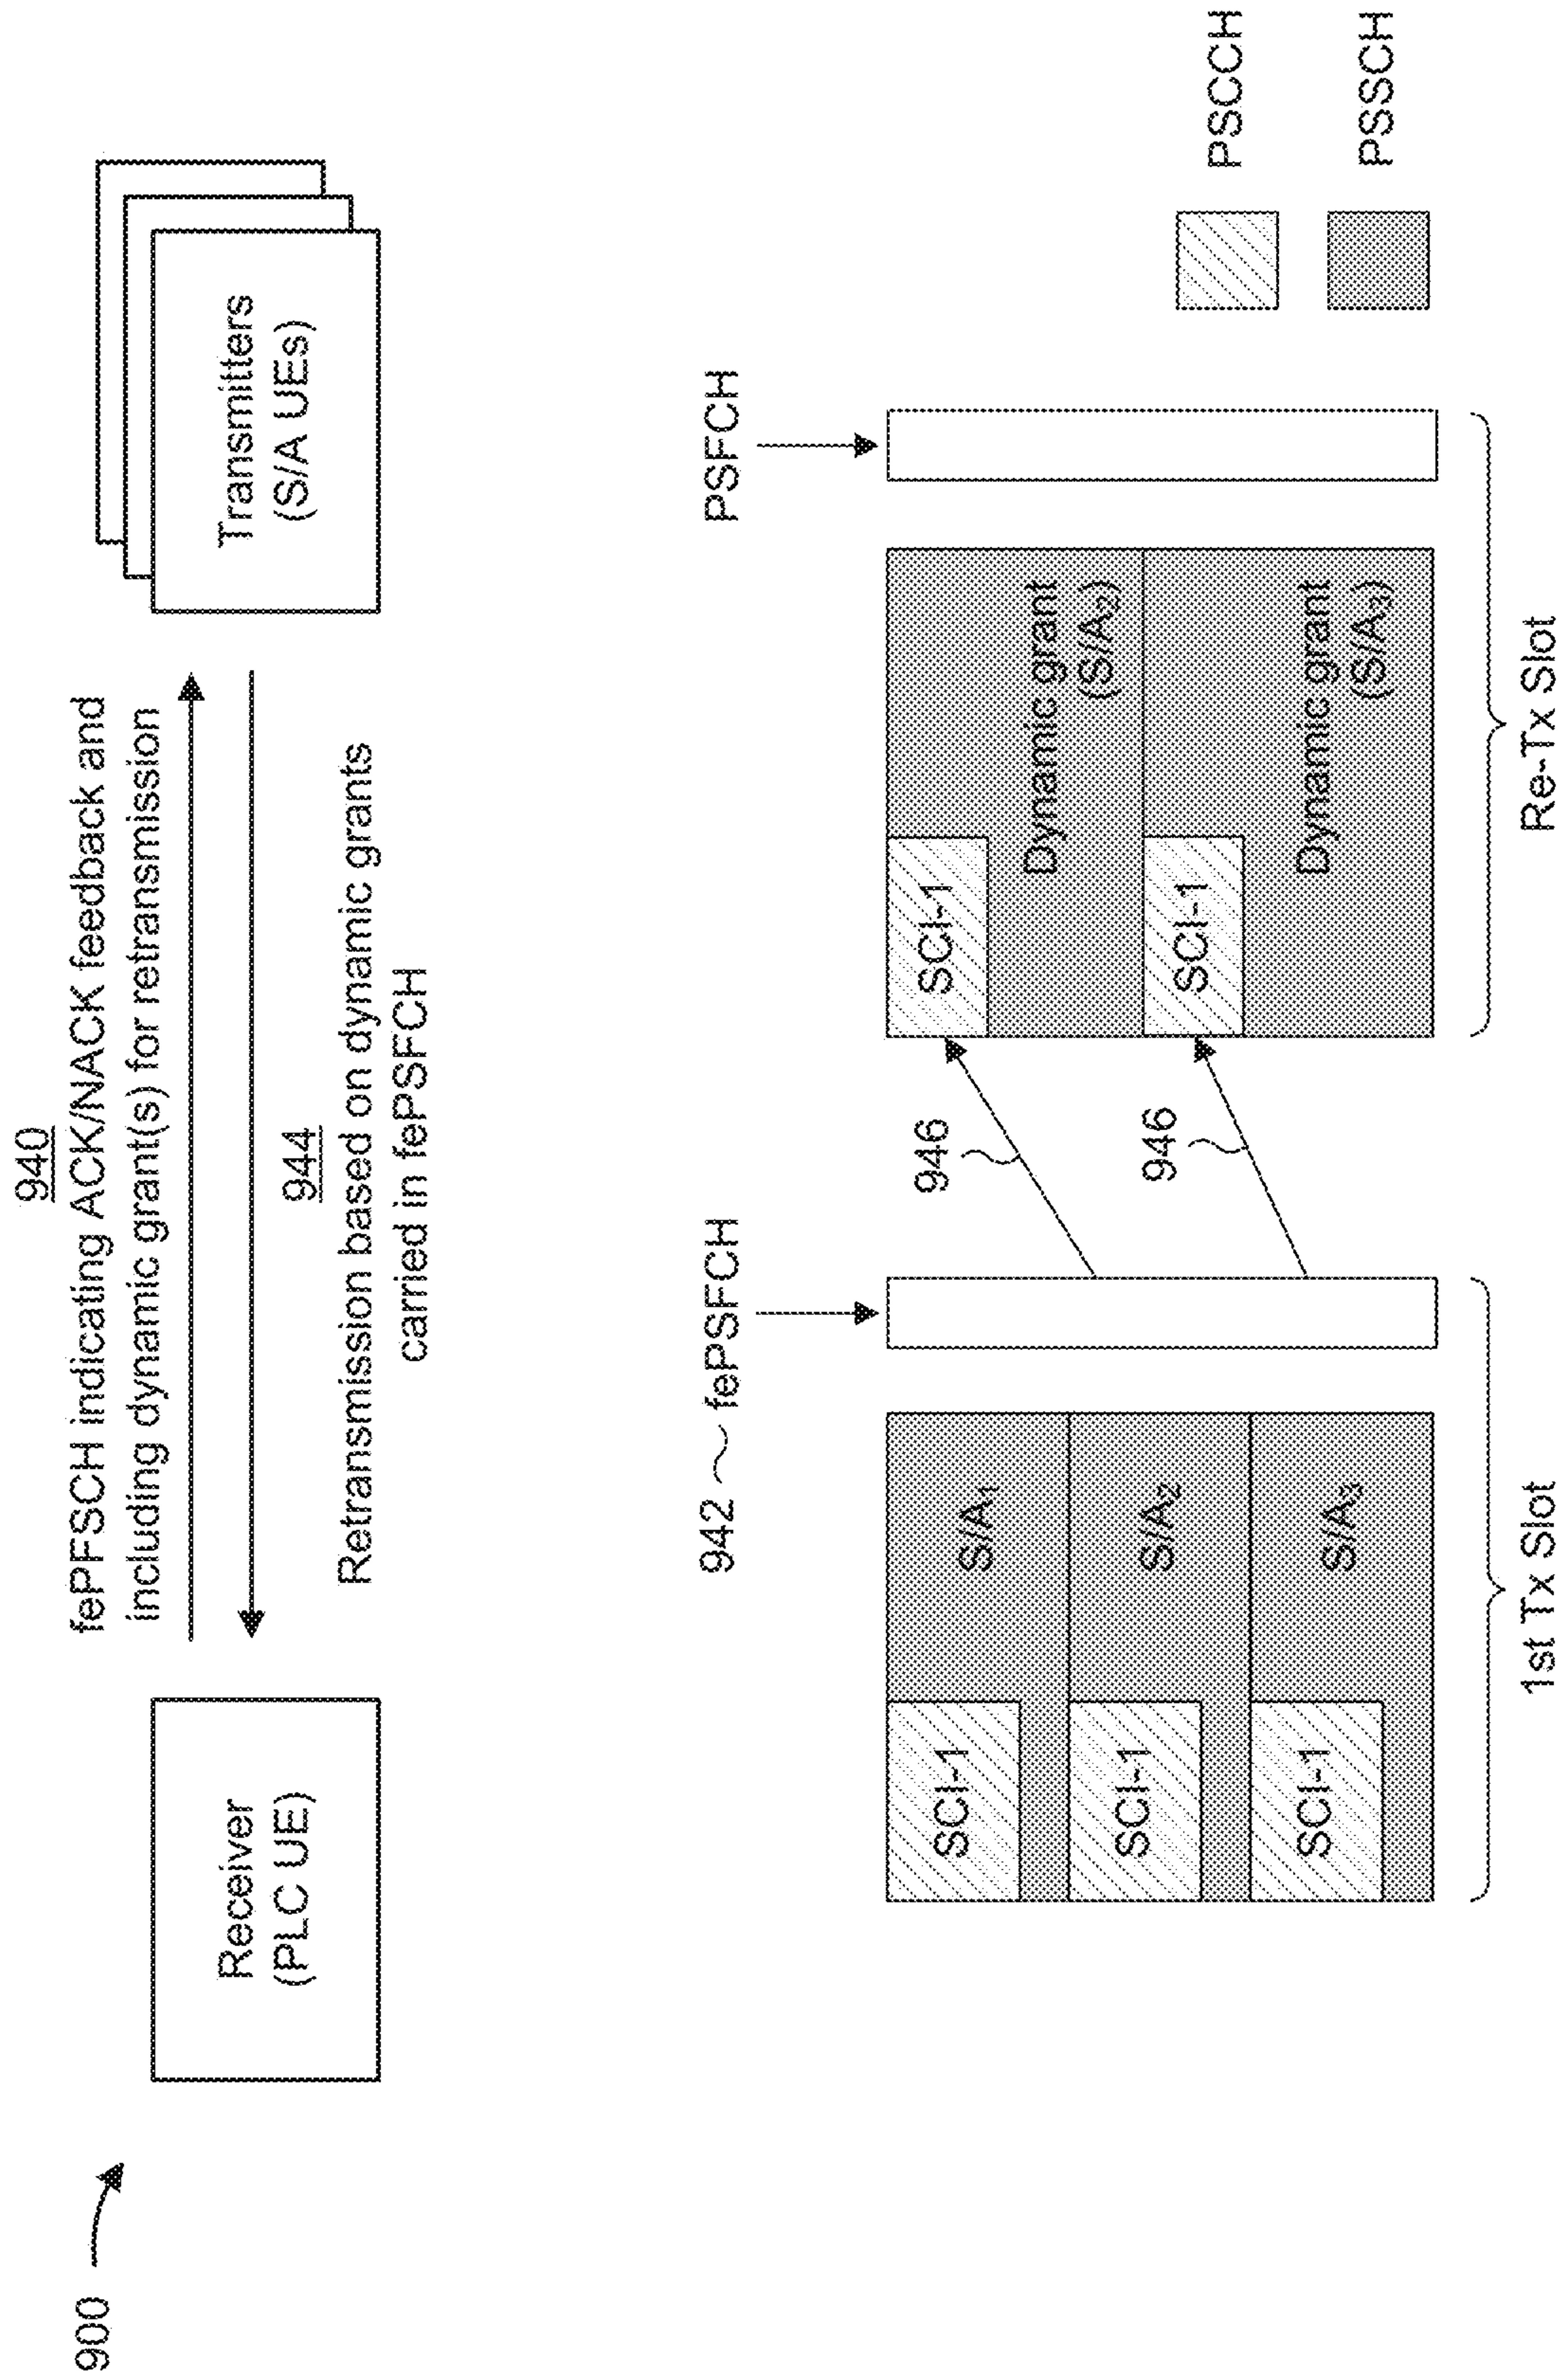 900
940
fePFSCH indicating ACK/NACK feedback and
including dynamic grant(s) for retransmission
Receiver
(PLC UE)
Transmitters
(S/A UEs)
944
Retransmission based on dynamic grants
carried in fePSFCH
942
fePSFCH
PSFCH
SCI-1
S/A1
SCI-1
S/A2
SCI-1
S/A3
946
946
SCI-1
Dynamic grant
(S/A2)
SCI-1
Dynamic grant
(S/A3)
1st Tx Slot
Re-Tx Slot
PSCCH
PSSCH